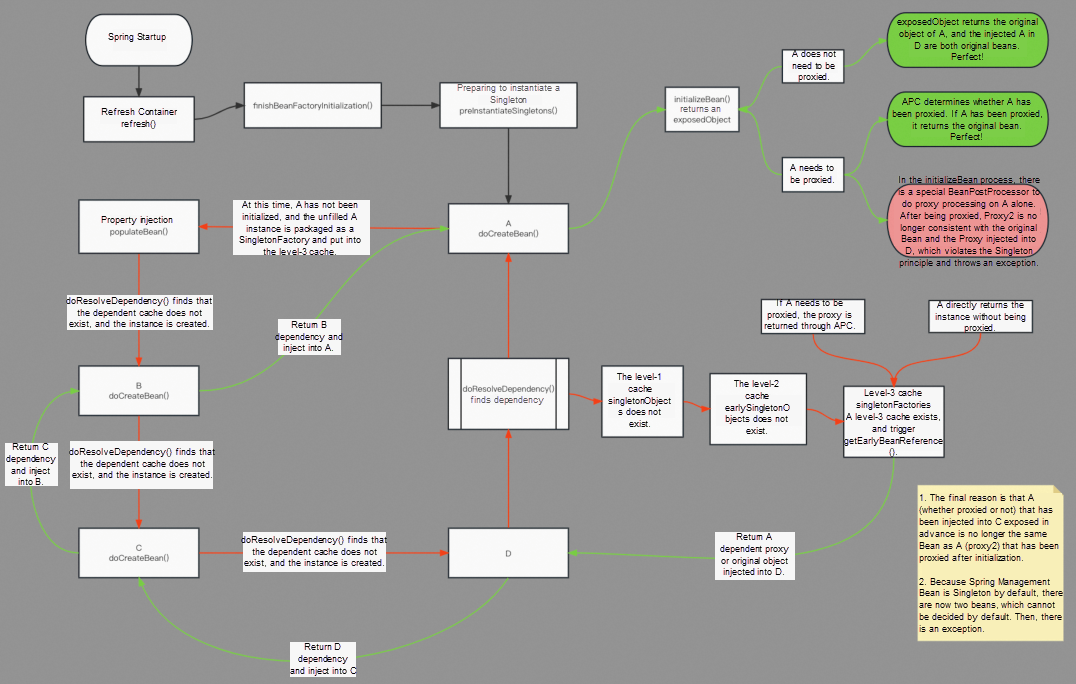 Spring Startup
Refresh Container
refresh()
finishBeanFactoryInitialization()
Preparing to instantiate a
Singleton
preInstantiateSingletons()
initializeBean()
returns an
exposedObject
A does not
need to be
proxied.
exposedObject returns the original
object of A, and the injected A in
D are both original beans.
Perfect!
APC determines whether A has
been proxied. If A has been proxied,
it returns the original bean.
Perfect!
A needs to
be proxied.
In the initializeBean process, there
is a special BeanPostProcessor to
do proxy processing on A alone.
After being proxied, Proxy2 is no
longer consistent with the original
Bean and the Proxy injected into
D, which violates the Singleton
principle and throws an exception.
Property injection
populateBean()
At this time, A has not been
initialized, and the unfilled A
instance is packaged as a
SingletonFactory and put into
the level-3 cache.
A
doCreateBean()
doResolveDependency() finds that
the dependent cache does not
exist, and the instance is created.
Return B
dependency and
inject into A.
If A needs to be
proxied, the proxy is
returned through APC.
A directly returns the
instance without being
proxied.
B
doCreateBean()
doResolveDependency()
finds dependency
The level-1
cache
singletonObject
s does not
exist.
The level-2
cache
earlySingletonO
bjects does not
exist.
Level-3 cache
singletonFactories
A level-3 cache exists,
and trigger
getEarlyBeanReference
().
Return C
dependency
and inject
into B.
doResolveDependency() finds that
the dependent cache does not
exist, and the instance is created.
C
doCreateBean()
doResolveDependency() finds that
the dependent cache does not
exist, and the instance is created.
D
Return A
dependent proxy
or original object
injected into D.
Return D
dependency
and inject into C
1. The final reason is that A
(whether proxied or not) that has
been injected into C exposed in
advance is no longer the same
Bean as A (proxy2) that has been
proxied after initialization.
2. Because Spring Management
Bean is Singleton by default, there
are now two beans, which cannot
be decided by default. Then, there
is an exception.